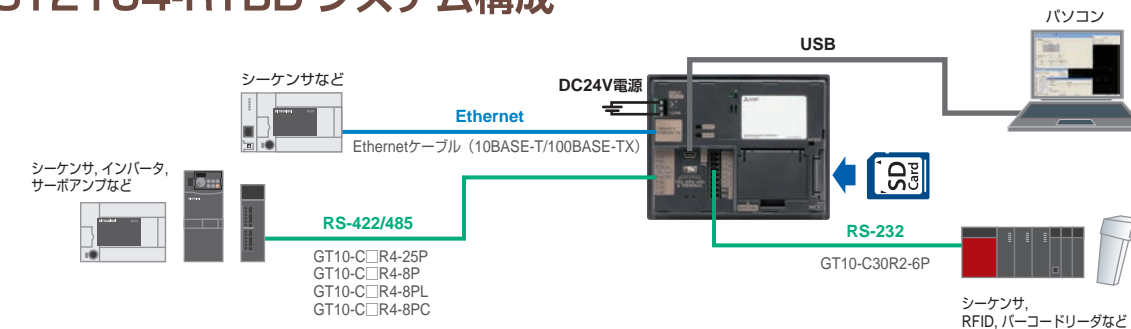 システム構成
パソコン
USB
シーケンサなど
DC24V電源
Ethernet
Ethernetケーブル（10BASE-T/100BASE-TX）
シーケンサ, インバータ,
サーボアンプなど
SD
Card
RS-422/485
RS-232
GT10-C□R4-25P
GT10-C□R4-8P
GT10-C□R4-8PL
GT10-C□R4-8PC
GT10-C30R2-6P
シーケンサ,
RFID, バーコードリーダなど